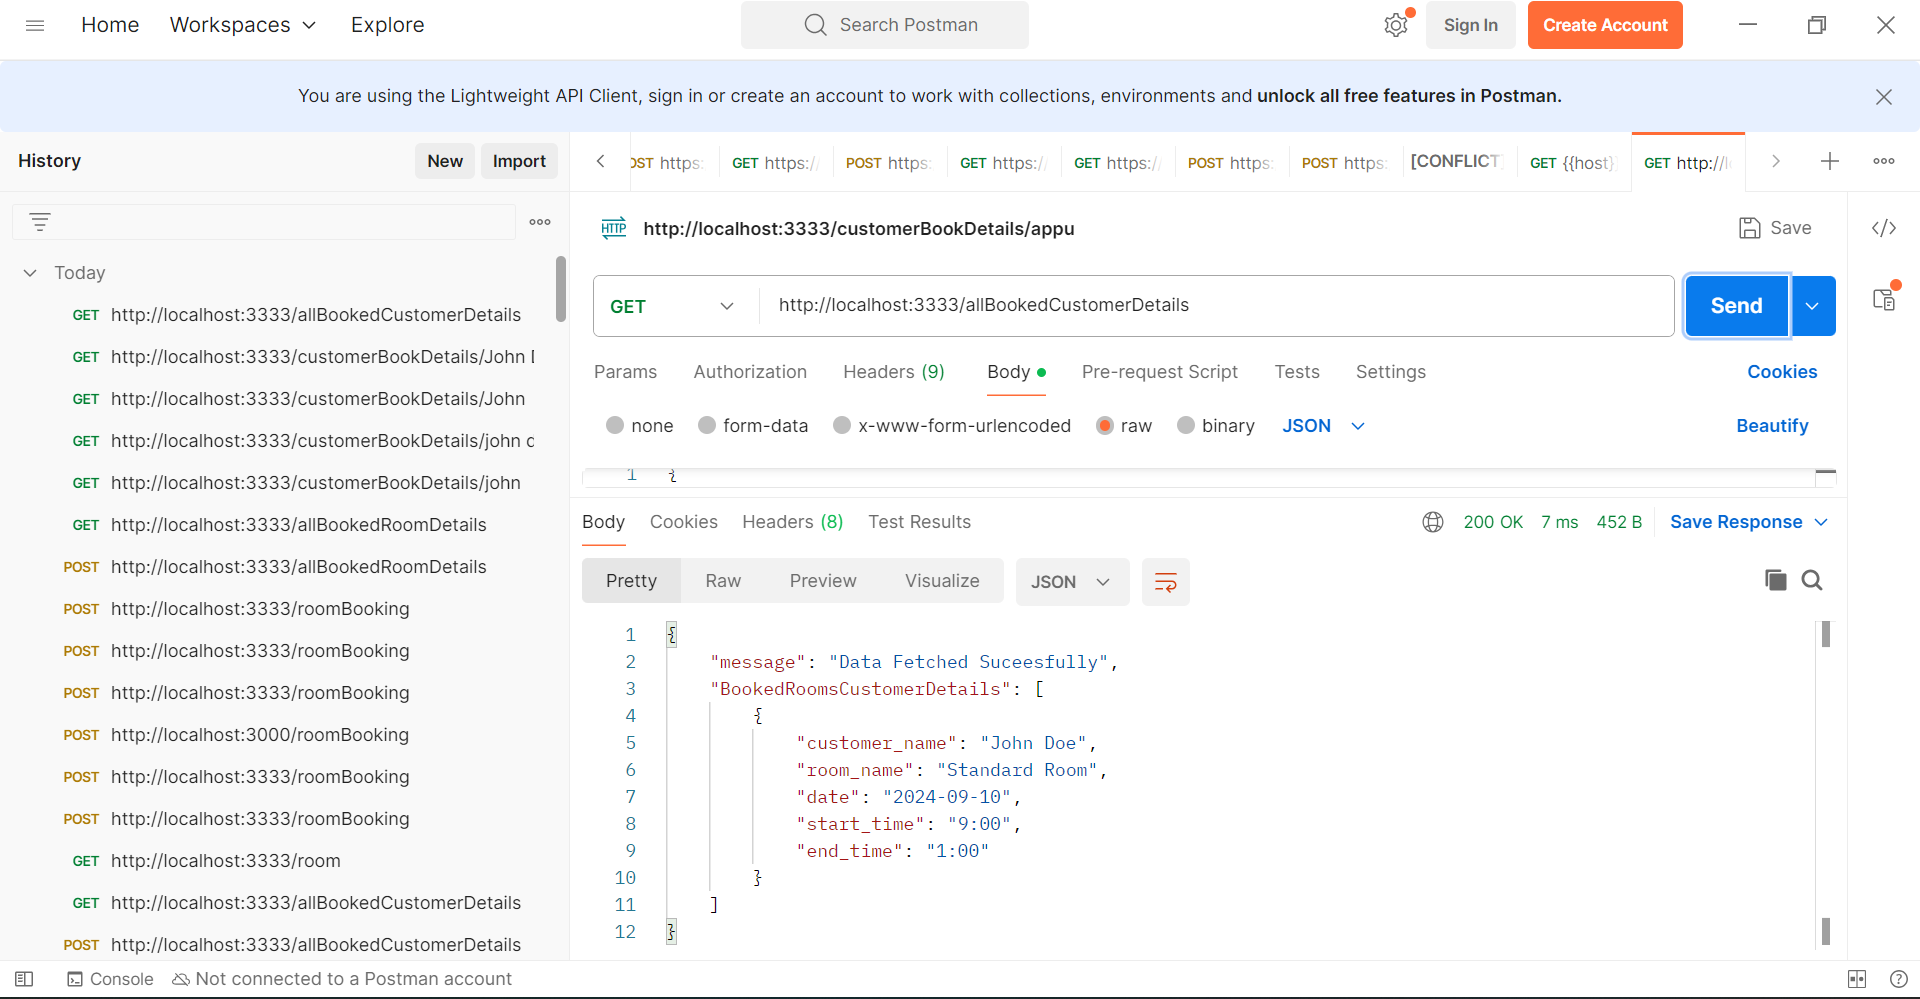 Home Workspaces Explore Search Postman Sign In Create Account
You are using the Lightweight API Client, sign in or create an account to work with collections, environments and unlock all free features in Postman.
History New Import
Today
GET http://localhost:3333/allBookedCustomerDetails
GET http://localhost:3333/customerBookDetails/John
GET http://localhost:3333/customerBookDetails/John
GET http://localhost:3333/customerBookDetails/john
GET http://localhost:3333/customerBookDetails/john
GET http://localhost:3333/allBookedRoomDetails
POST http://localhost:3333/allBookedRoomDetails
POST http://localhost:3333/roomBooking
POST http://localhost:3333/roomBooking
POST http://localhost:3333/roomBooking
POST http://localhost:3000/roomBooking
POST http://localhost:3333/roomBooking
POST http://localhost:3333/roomBooking
GET http://localhost:3333/room
GET http://localhost:3333/allBookedCustomerDetails
POST http://localhost:3333/allBookedCustomerDetails
OST https: GET https:/ POST https: GET https:/ GET https:/ POST https: POST https: [CONFLICT GET {{host} GET http://l
HTTP http://localhost:3333/customerBookDetails/appu Save </>
GET http://localhost:3333/allBookedCustomerDetails Send
Params Authorization Headers (9) Body Pre-request Script Tests Settings Cookies
none form-data x-www-form-urlencoded raw binary JSON Beautify
1 {
Body Cookies Headers (8) Test Results 200 OK 7 ms 452 B Save Response
Pretty Raw Preview Visualize JSON
1 {
2 "message": "Data Fetched Suceesfully",
3 "BookedRoomsCustomerDetails": [
4 {
5 "customer_name": "John Doe",
6 "room_name": "Standard Room",
7 "date": "2024-09-10",
8 "start_time": "9:00",
9 "end_time": "1:00"
10 }
11 ]
12 }
Console Not connected to a Postman account